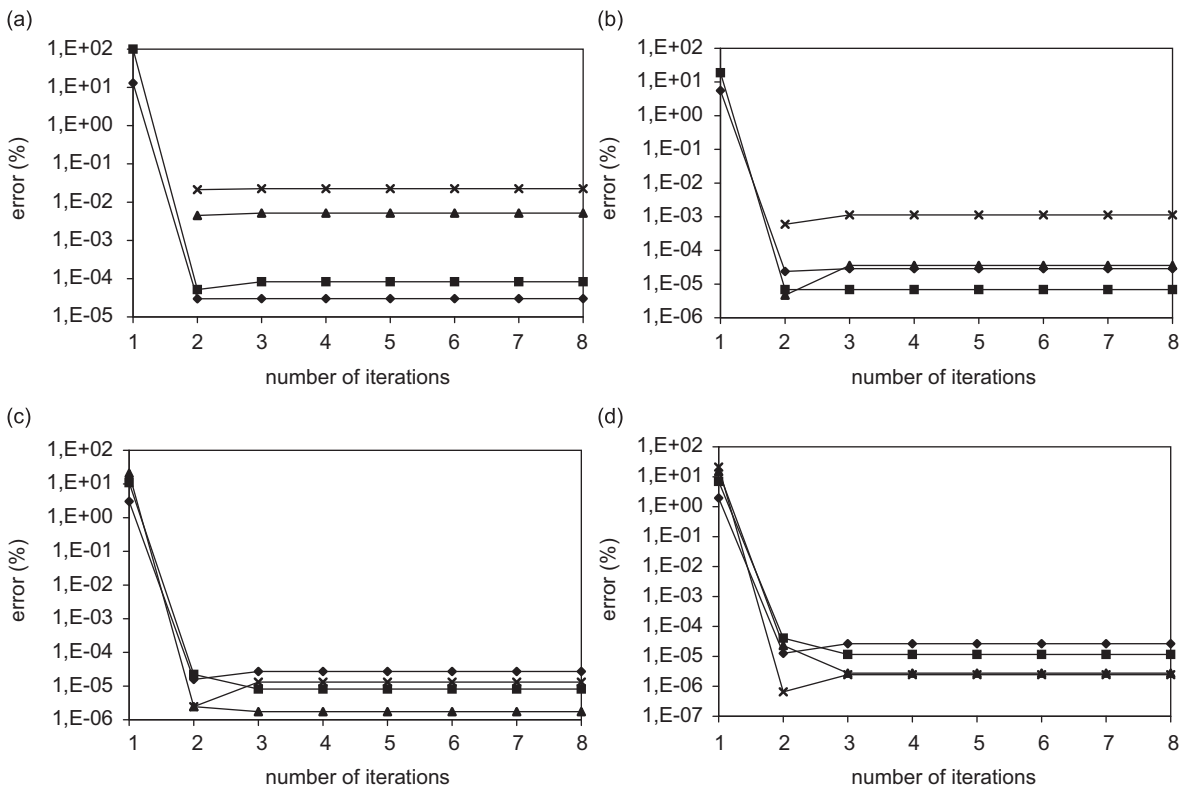 (a)
1,E+02
1,E+01
1,E+00
1,E-01
1,E-02
1,E-03
1,E-04
1,E-05
error (%)
1 2 3 4 5 6 7 8
number of iterations
(b)
1,E+02
1,E+01
1,E+00
1,E-01
1,E-02
1,E-03
1,E-04
1,E-05
1,E-06
error (%)
1 2 3 4 5 6 7 8
number of iterations
(c)
1,E+02
1,E+01
1,E+00
1,E-01
1,E-02
1,E-03
1,E-04
1,E-05
1,E-06
error (%)
1 2 3 4 5 6 7 8
number of iterations
(d)
1,E+02
1,E+01
1,E+00
1,E-01
1,E-02
1,E-03
1,E-04
1,E-05
1,E-06
1,E-07
error (%)
1 2 3 4 5 6 7 8
number of iterations